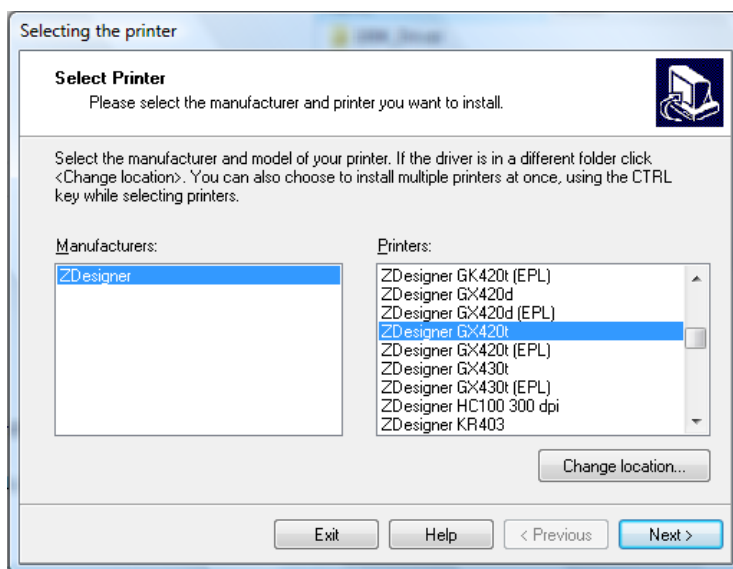 Selecting the printer
Select Printer
Please select the manufacturer and printer you want to install.
Select the manufacturer and model of your printer. If the driver is in a different folder click
<Change location>. You can also choose to install multiple printers at once, using the CTRL
key while selecting printers.
Manufacturers:
ZDesigner
Printers:
ZDesigner GK420t (EPL)
ZDesigner GX420d
ZDesigner GX420d (EPL)
ZDesigner GX420t
ZDesigner GX420t (EPL)
ZDesigner GX430t
ZDesigner GX430t (EPL)
ZDesigner HC100 300 dpi
ZDesigner KR403
Change location...
Exit
Help
< Previous
Next >